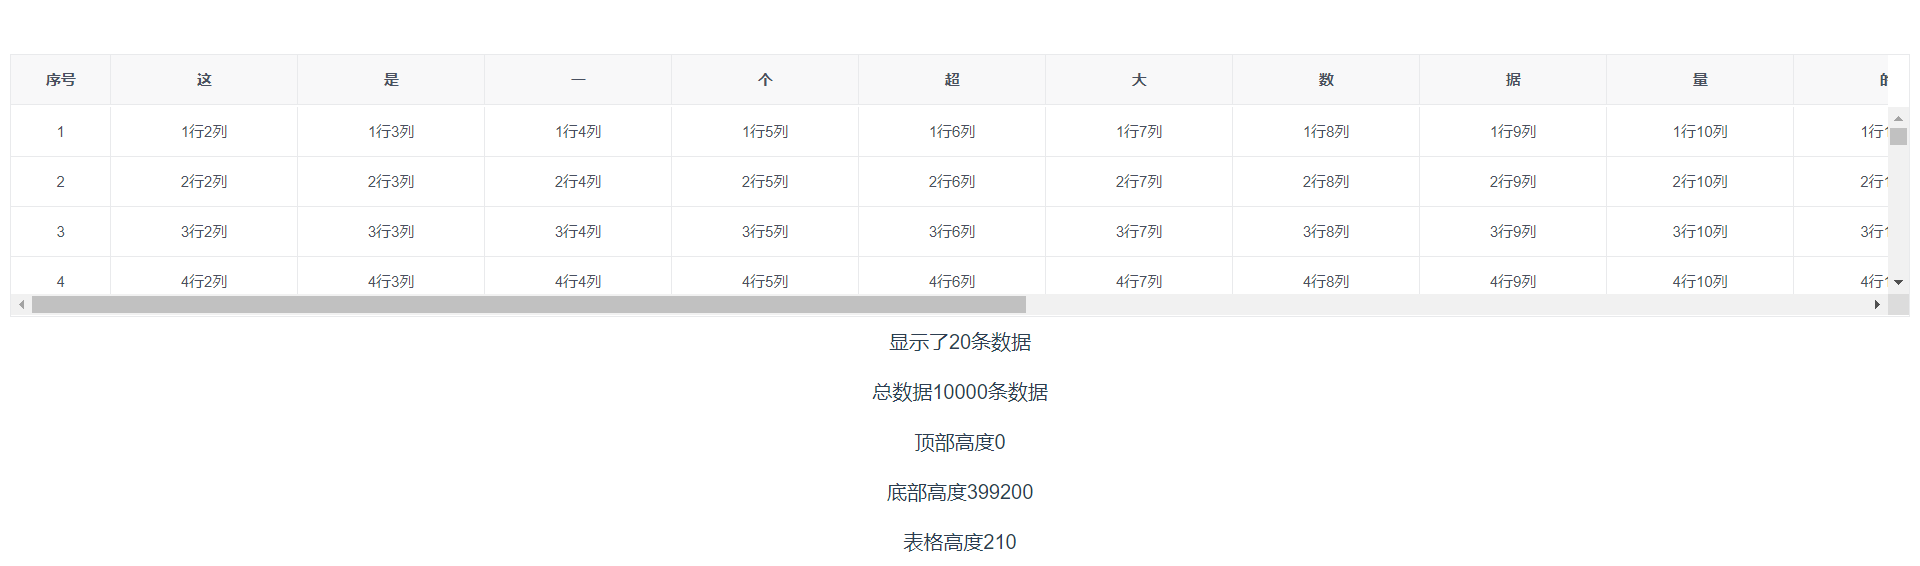 序号 这 是 一 个 超 大 数 据 量
1 1行2列 1行3列 1行4列 1行5列 1行6列 1行7列 1行8列 1行9列 1行10列 1行1
2 2行2列 2行3列 2行4列 2行5列 2行6列 2行7列 2行8列 2行9列 2行10列 2行1
3 3行2列 3行3列 3行4列 3行5列 3行6列 3行7列 3行8列 3行9列 3行10列 3行1
4 4行2列 4行3列 4行4列 4行5列 4行6列 4行7列 4行8列 4行9列 4行10列 4行1
显示了20条数据
总数据10000条数据
顶部高度0
底部高度399200
表格高度210